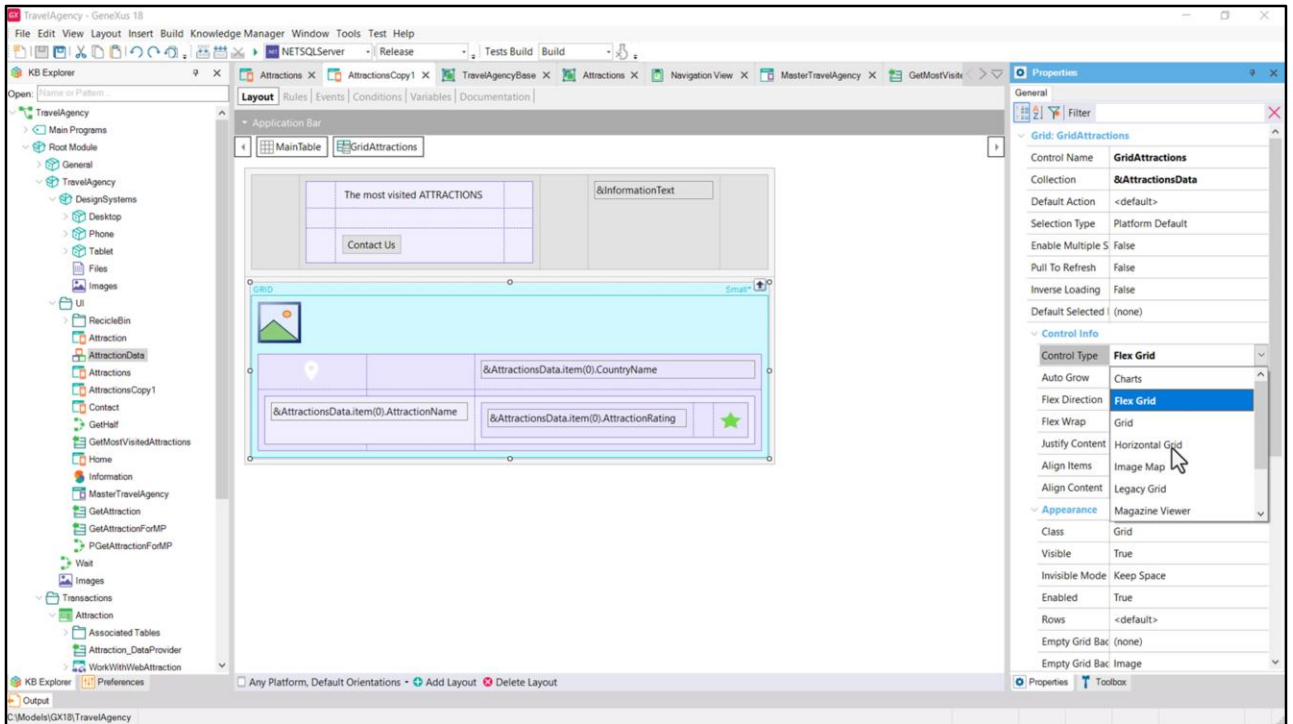 TravelAgency - GeneXus 18
File Edit View Layout Insert Build Knowledge Manager Window Tools Test Help
NETSQLServer Release Tests Build Build
KB Explorer
Open: Name or Pattern...
TravelAgency
Main Programs
Root Module
General
TravelAgency
DesignSystems
Desktop
Phone
Tablet
Files
Images
UI
RecicleBin
Attraction
AttractionData
Attractions
AttractionsCopy1
Contact
GetHalf
GetMostVisitedAttractions
Home
Information
MasterTravelAgency
GetAttraction
GetAttractionForMP
PGetAttractionForMP
Wait
Images
Transactions
Attraction
Associated Tables
Attraction_DataProvider
WorkWithWebAttraction
KB Explorer Preferences
Output
C:\Models\GX18\TravelAgency
Attractions X AttractionsCopy1 X TravelAgencyBase X Attractions X Navigation View X MasterTravelAgency X GetMostVisite
Layout Rules Events Conditions Variables Documentation
Application Bar
MainTable GridAttractions
The most visited ATTRACTIONS
&InformationText
Contact Us
GRID Small*
&AttractionsData.item(0).CountryName
&AttractionsData.item(0).AttractionName
&AttractionsData.item(0).AttractionRating
Any Platform, Default Orientations Add Layout Delete Layout
Properties
General
Filter
Grid: GridAttractions
Control Name GridAttractions
Collection &AttractionsData
Default Action <default>
Selection Type Platform Default
Enable Multiple S False
Pull To Refresh False
Inverse Loading False
Default Selected I (none)
Control Info
Control Type Flex Grid
Auto Grow Charts
Flex Direction Flex Grid
Flex Wrap Grid
Justify Content Horizontal Grid
Align Items Image Map
Align Content Legacy Grid
Appearance Magazine Viewer
Class Grid
Visible True
Invisible Mode Keep Space
Enabled True
Rows <default>
Empty Grid Bac (none)
Empty Grid Bac Image
Properties Toolbox